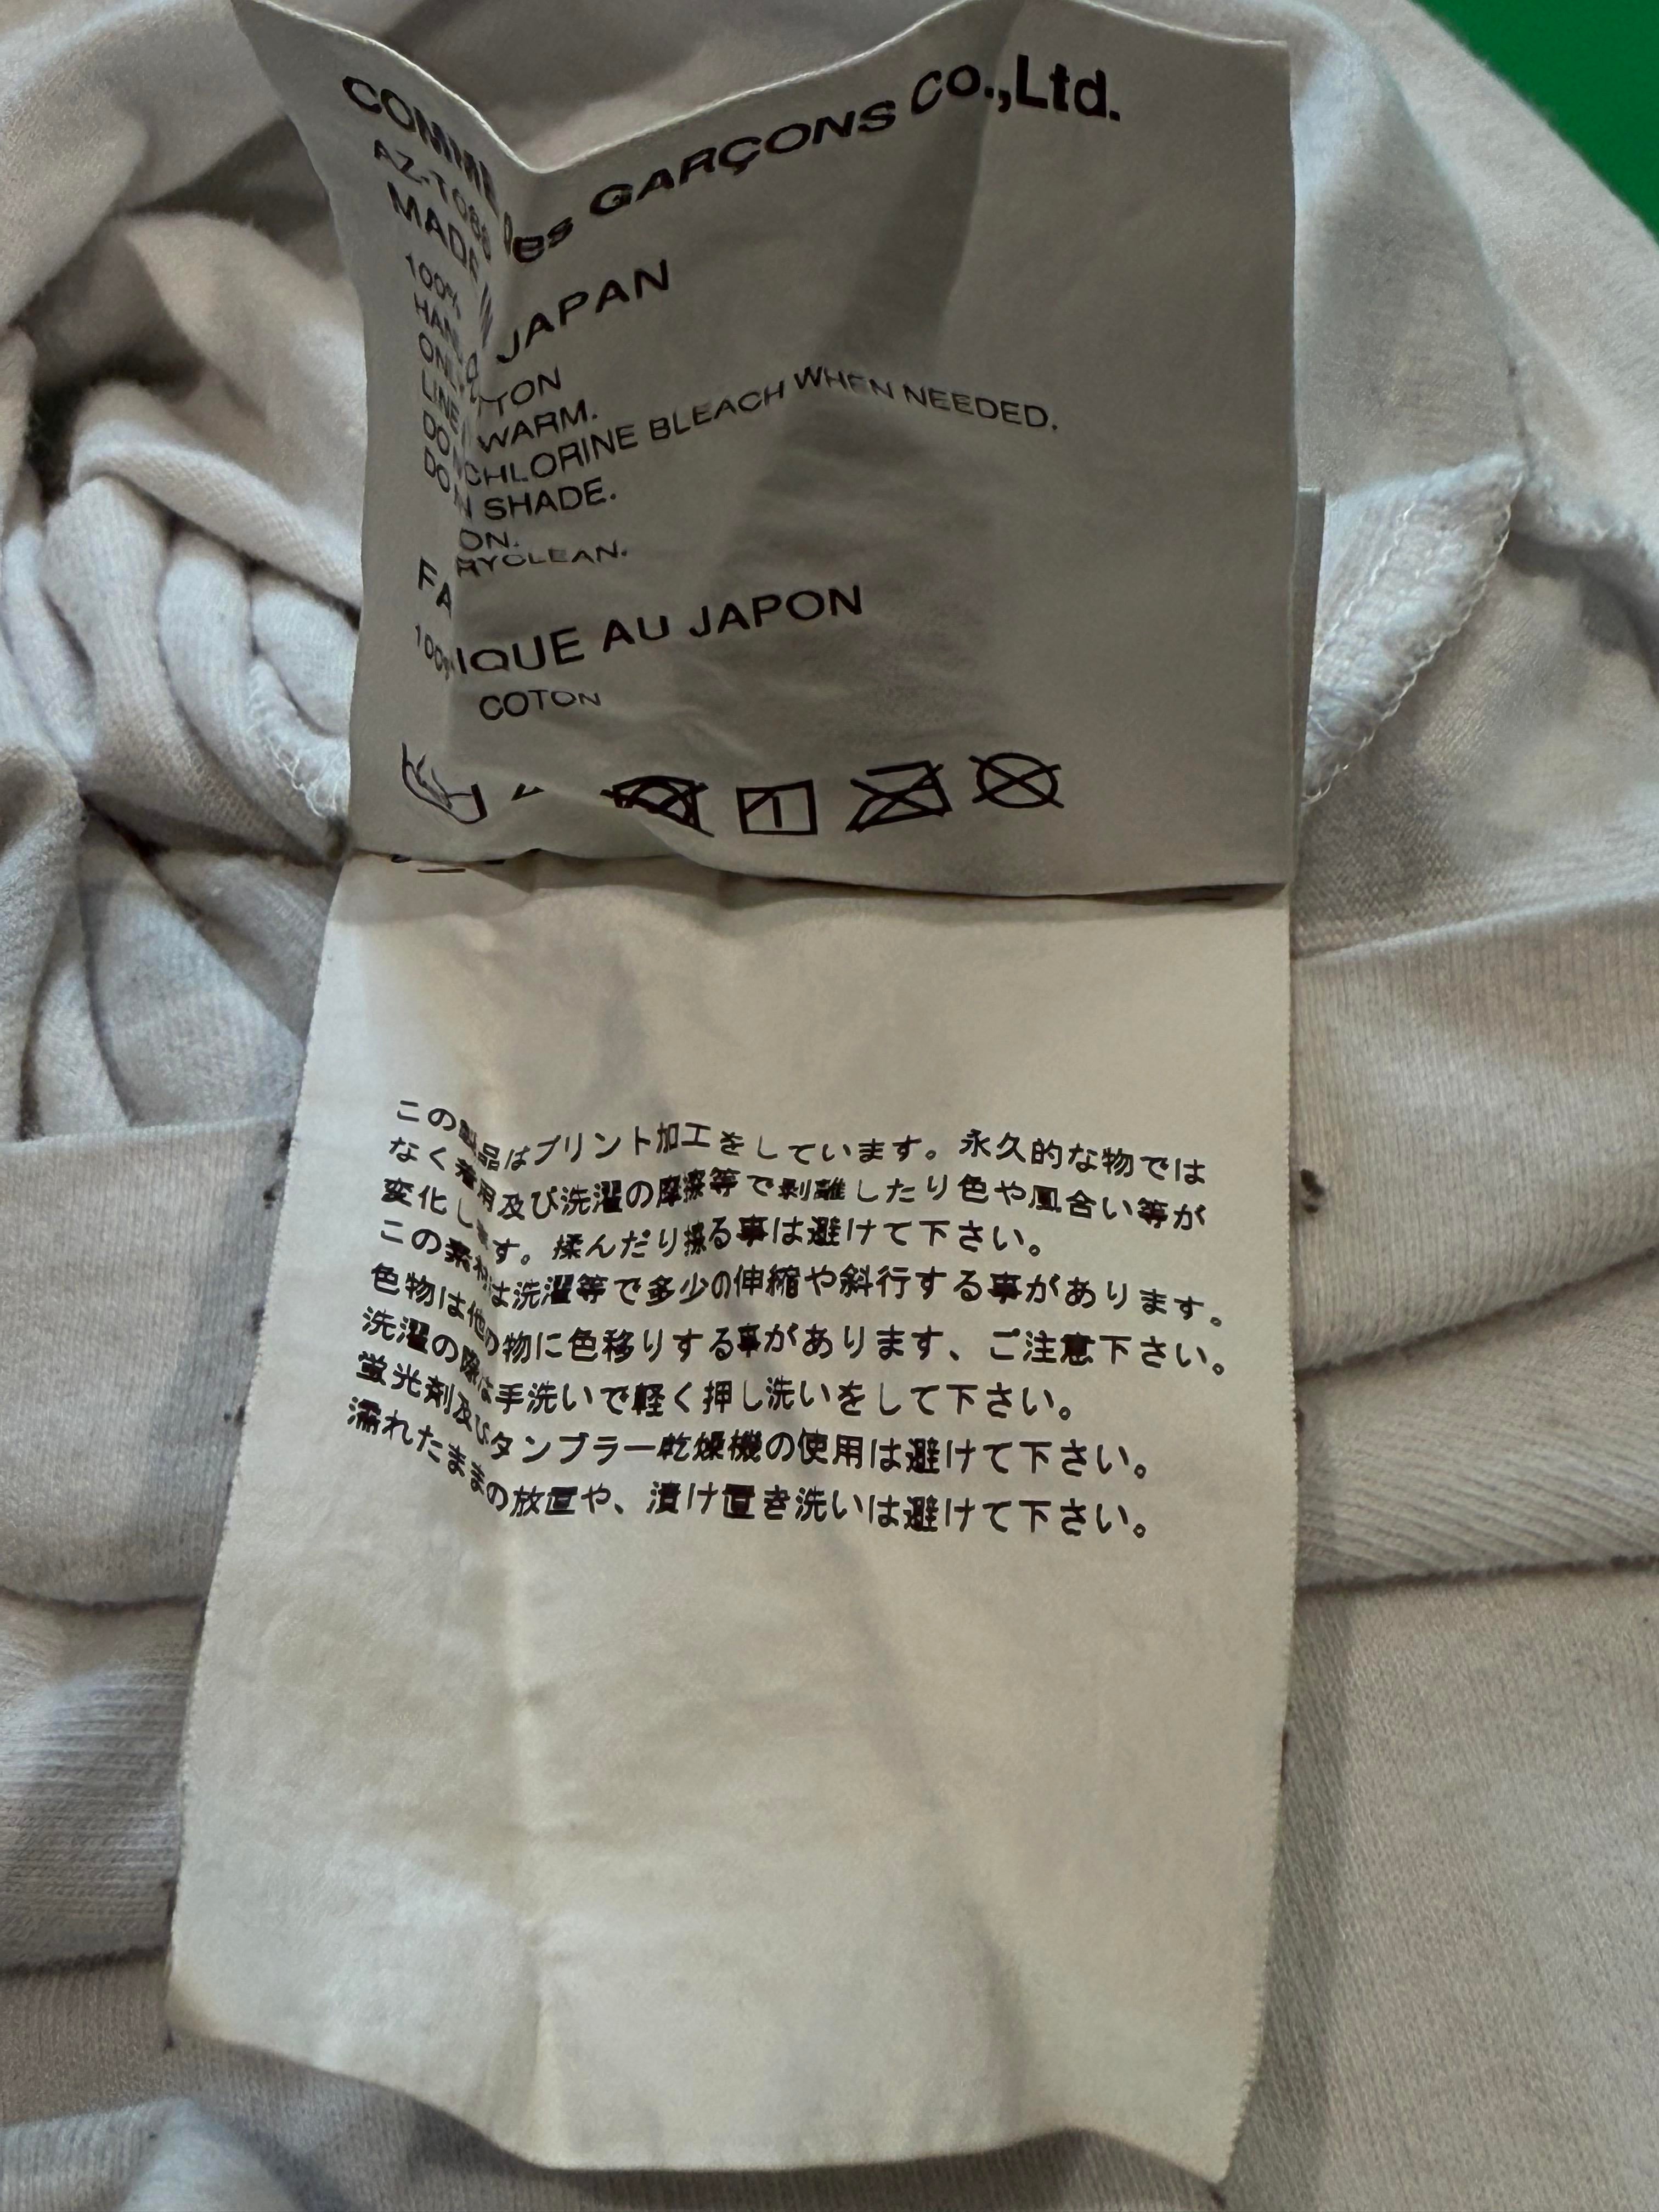 COMME des GARÇONS Co.,Ltd.
MADE JAPAN
100%
WARM.
CHLORINE BLEACH WHEN NEEDED.
SHADE.
COTON
AU JAPON
この製品はプリント加工をしています。永久的な物では
なく着用及び洗濯の摩擦等で剥離したり色や風合い等が
変化します。揉んだり擦る事は避けて下さい。
この素材は洗濯等で多少の伸縮や斜行する事があります。
色物は他の物に色移りする事があります、ご注意下さい。
洗濯の際は手洗いで軽く押し洗いをして下さい。
蛍光剤及びタンブラー乾燥機の使用は避けて下さい。
濡れたままの放置や、漬け置き洗いは避けて下さい。